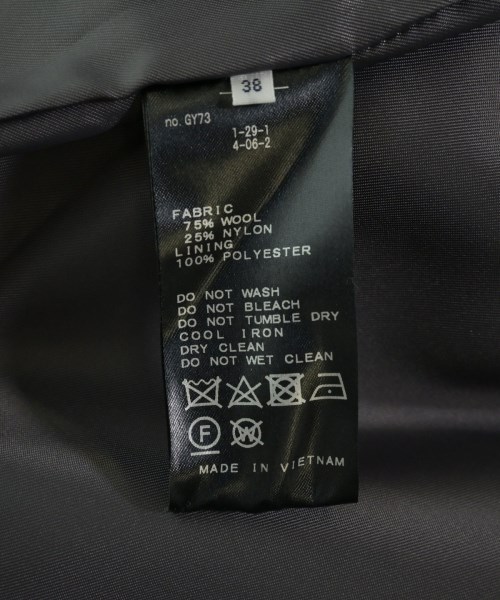 38
no. GY73
1-29-1
4-06-2
FABRIC
75% WOOL
25% NYLON
LINING
100% POLYESTER
DO NOT WASH
DO NOT BLEACH
DO NOT TUMBLE DRY
COOL IRON
DRY CLEAN
DO NOT WET CLEAN
F W
MADE IN VIETNAM